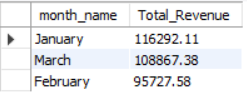 month_name Total_Revenue
January 116292.11
March 108867.38
February 95727.58